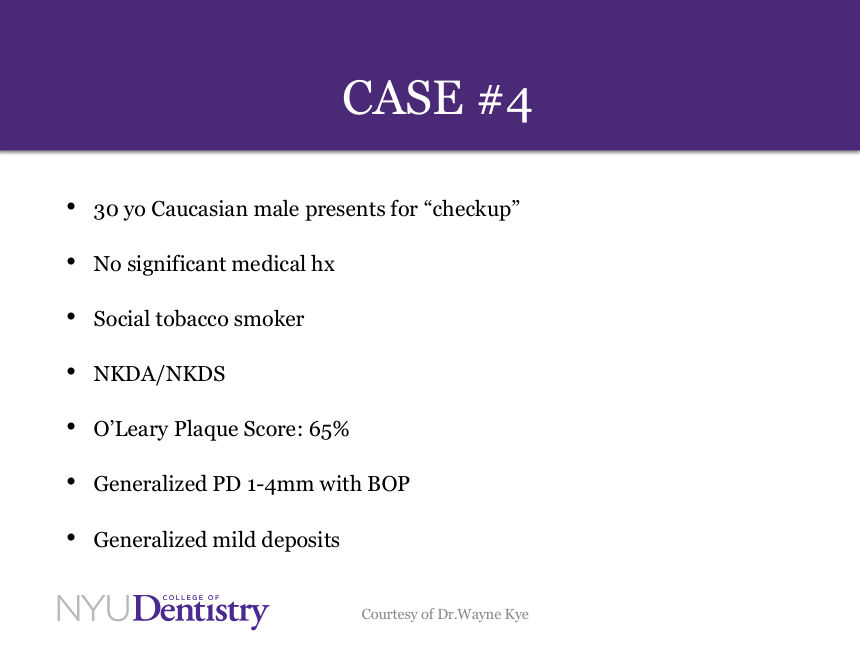 CASE #4
• 30 yo Caucasian male presents for “checkup”
• No significant medical hx
• Social tobacco smoker
• NKDA/NKDS
• O’Leary Plaque Score: 65%
• Generalized PD 1-4mm with BOP
• Generalized mild deposits
NYU COLLEGE OF Dentistry
Courtesy of Dr.Wayne Kye